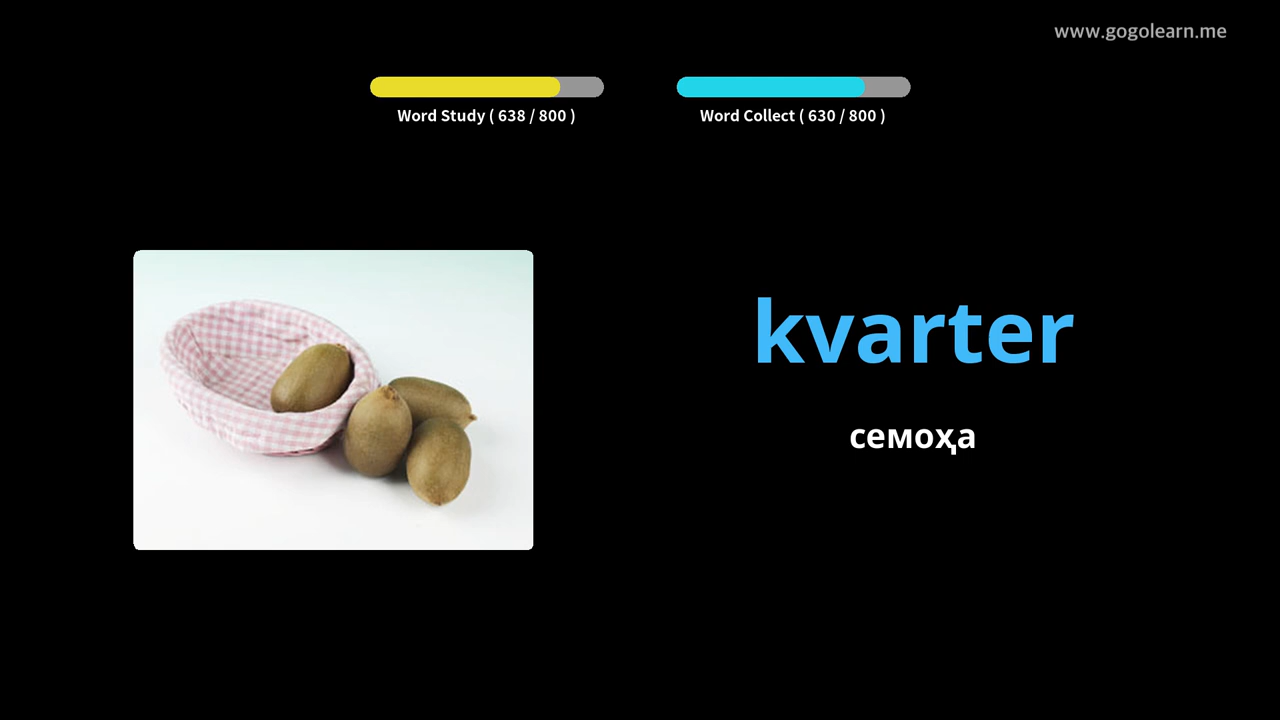 www.gogolearn.me
Word Study ( 638 / 800 )
Word Collect ( 630 / 800 )
kvarter
семоҳа